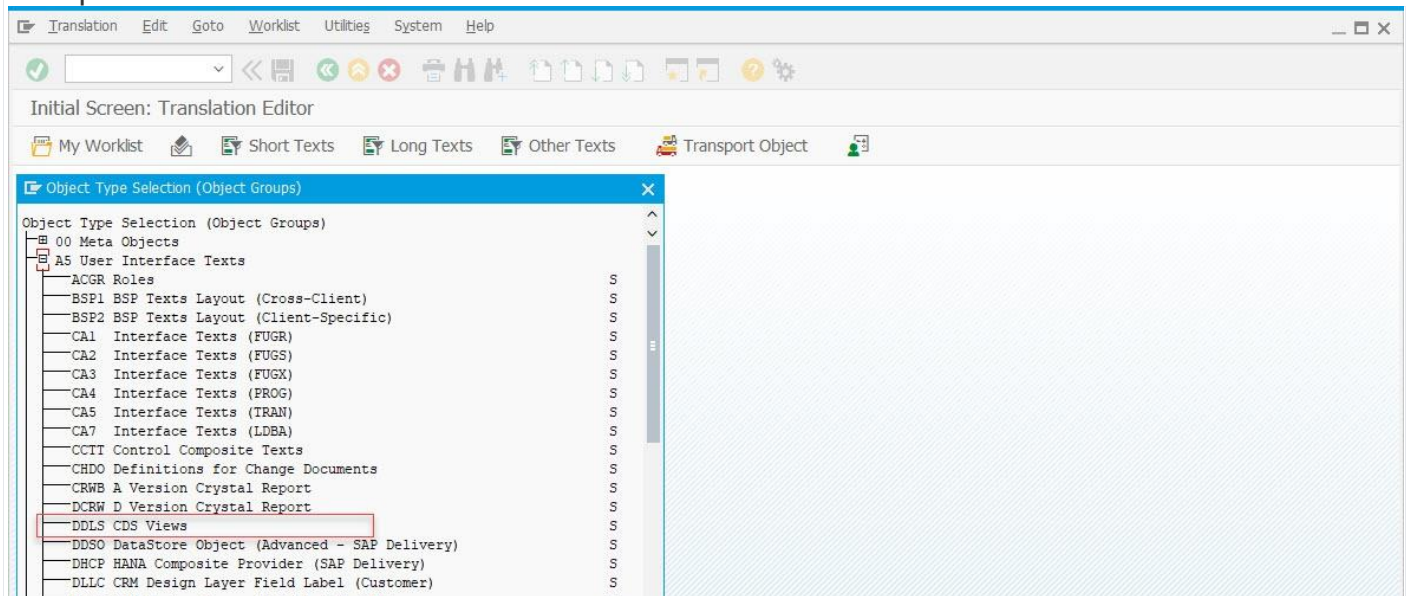 Translation Edit Goto Worklist Utilities System Help
Initial Screen: Translation Editor
My Worklist Short Texts Long Texts Other Texts Transport Object
Object Type Selection (Object Groups)
Object Type Selection (Object Groups)
00 Meta Objects
A5 User Interface Texts
ACGR Roles S
BSP1 BSP Texts Layout (Cross-Client) S
BSP2 BSP Texts Layout (Client-Specific) S
CA1 Interface Texts (FUGR) S
CA2 Interface Texts (FUGS) S
CA3 Interface Texts (FUGX) S
CA4 Interface Texts (PROG) S
CA5 Interface Texts (TRAN) S
CA7 Interface Texts (LDBA) S
CCTT Control Composite Texts S
CHDO Definitions for Change Documents S
CRWB A Version Crystal Report S
DCRW D Version Crystal Report S
DDLS CDS Views S
DDSO DataStore Object (Advanced - SAP Delivery) S
DHCP HANA Composite Provider (SAP Delivery) S
DLLC CRM Design Layer Field Label (Customer) S